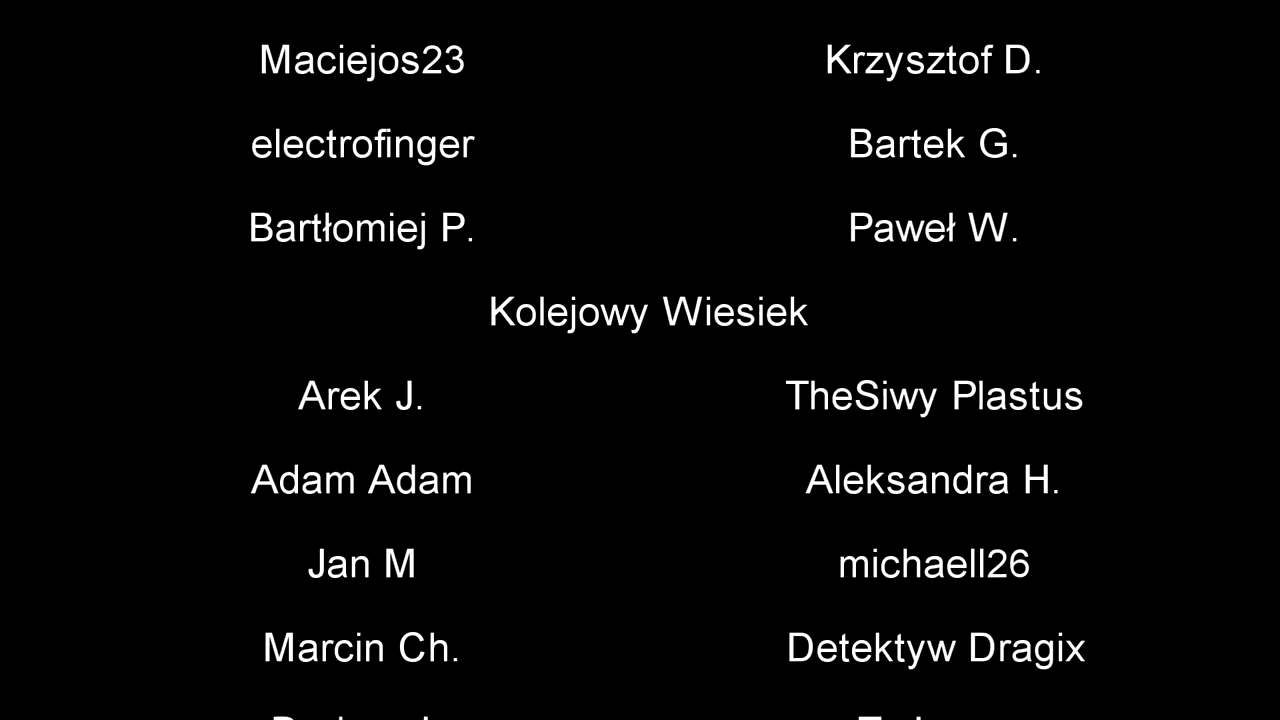 Maciejos23 Krzysztof D.
electrofinger Bartek G.
Bartłomiej P. Paweł W.
Kolejowy Wiesiek
Arek J. TheSiwy Plastus
Adam Adam Aleksandra H.
Jan M michaell26
Marcin Ch. Detektyw Dragix